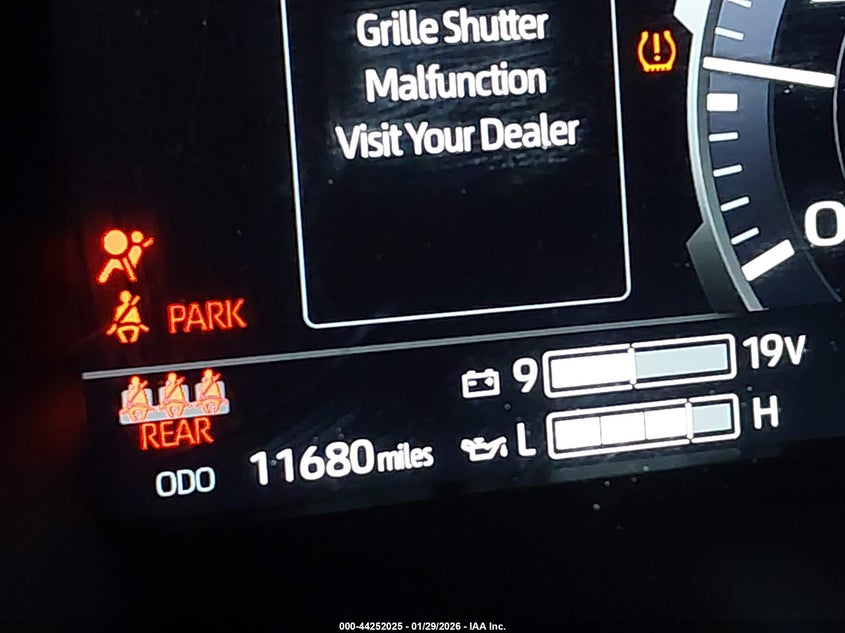 Grille Shutter
Malfunction
Visit Your Dealer
0
PARK
9 19V
REAR
L H
ODO 11680 miles
000-44252025 - 01/29/2026 - IAA Inc.